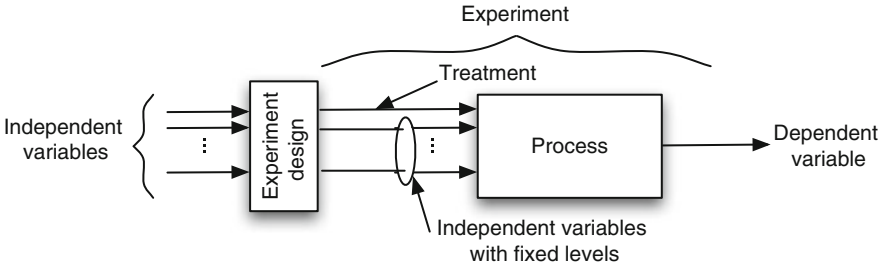 Experiment
Treatment
Independent
variables
...
Experiment
design
...
Process
Dependent
variable
Independent variables
with fixed levels